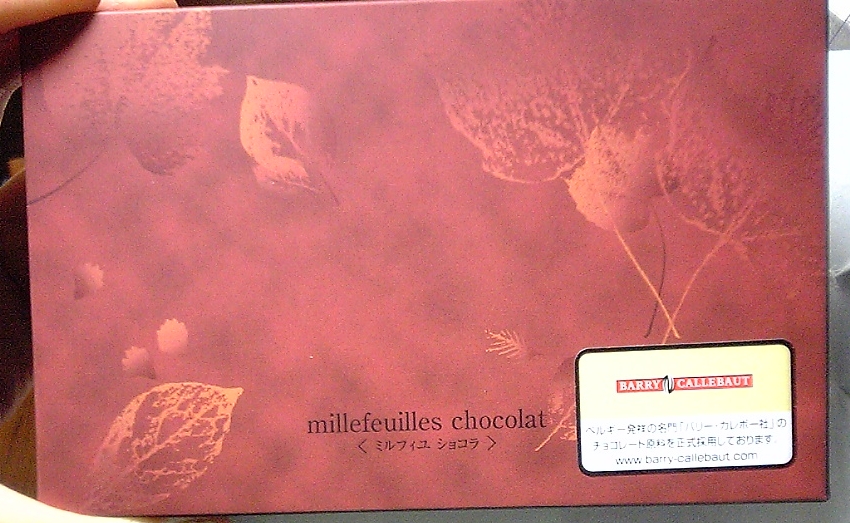 millefeuilles chocolat
＜ ミルフィユ ショコラ ＞
BARRY CALLEBAUT
ベルギー発祥の名門「バリー・カレボー社」の
チョコレート原料を正式採用しております。
www.barry-callebaut.com